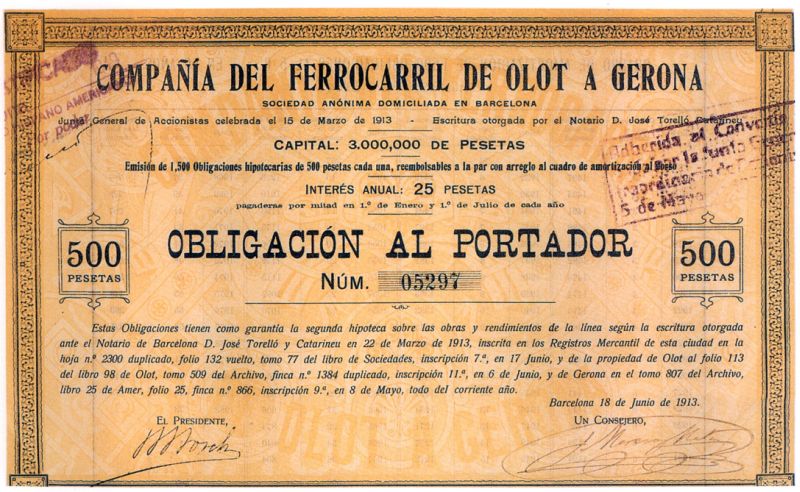 COMPAÑÍA DEL FERROCARRIL DE OLOT A GERONA
SOCIEDAD ANÓNIMA DOMICILIADA EN BARCELONA
Junta General de Accionistas celebrada el 15 de Marzo de 1913 - Escritura otorgada por el Notario D. José Torelló Catarineu
CAPITAL: 3.000,000 DE PESETAS
Emisión de 1,500 Obligaciones hipotecarias de 500 pesetas cada una, reembolsables a la par con arreglo al cuadro de amortización al dorso
INTERÉS ANUAL: 25 PESETAS
pagaderas por mitad en 1.º de Enero y 1.º de Julio de cada año
Adherida al Convenio
por la Junta
5 de Mayo
500
PESETAS
OBLIGACIÓN AL PORTADOR
NÚM. 05297
500
PESETAS
Estas Obligaciones tienen como garantía la segunda hipoteca sobre las obras y rendimientos de la línea según la escritura otorgada
ante el Notario de Barcelona D. José Torelló y Catarineu en 22 de Marzo de 1913, inscrita en los Registros Mercantil de esta ciudad en la
hoja n.º 2300 duplicado, folio 132 vuelto, tomo 77 del libro de Sociedades, inscripción 7.ª, en 17 Junio, y de la propiedad de Olot al folio 113
del libro 98 de Olot, tomo 509 del Archivo, finca n.º 1384 duplicado, inscripción 11.ª, en 6 de Junio, y de Gerona en el tomo 807 del Archivo,
libro 25 de Amer, folio 25, finca n.º 866, inscripción 9.ª, en 8 de Mayo, todo del corriente año.
Barcelona 18 de Junio de 1913.
EL PRESIDENTE,
UN CONSEJERO,